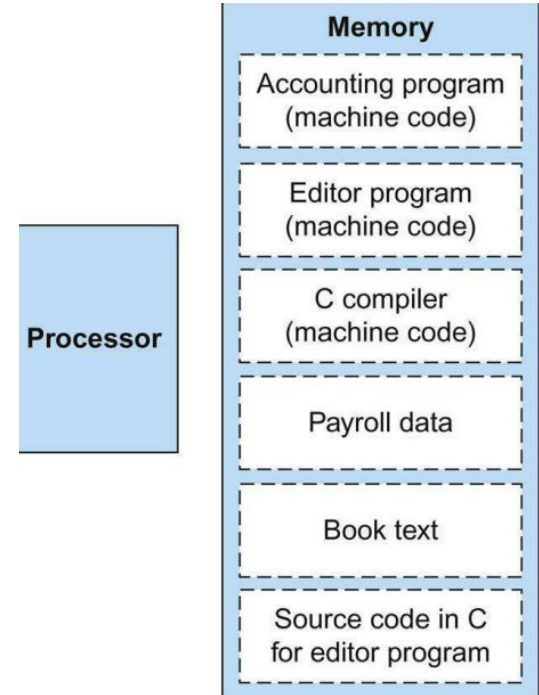 Memory
Accounting program
(machine code)
Editor program
(machine code)
C compiler
(machine code)
Processor
Payroll data
Book text
Source code in C
for editor program